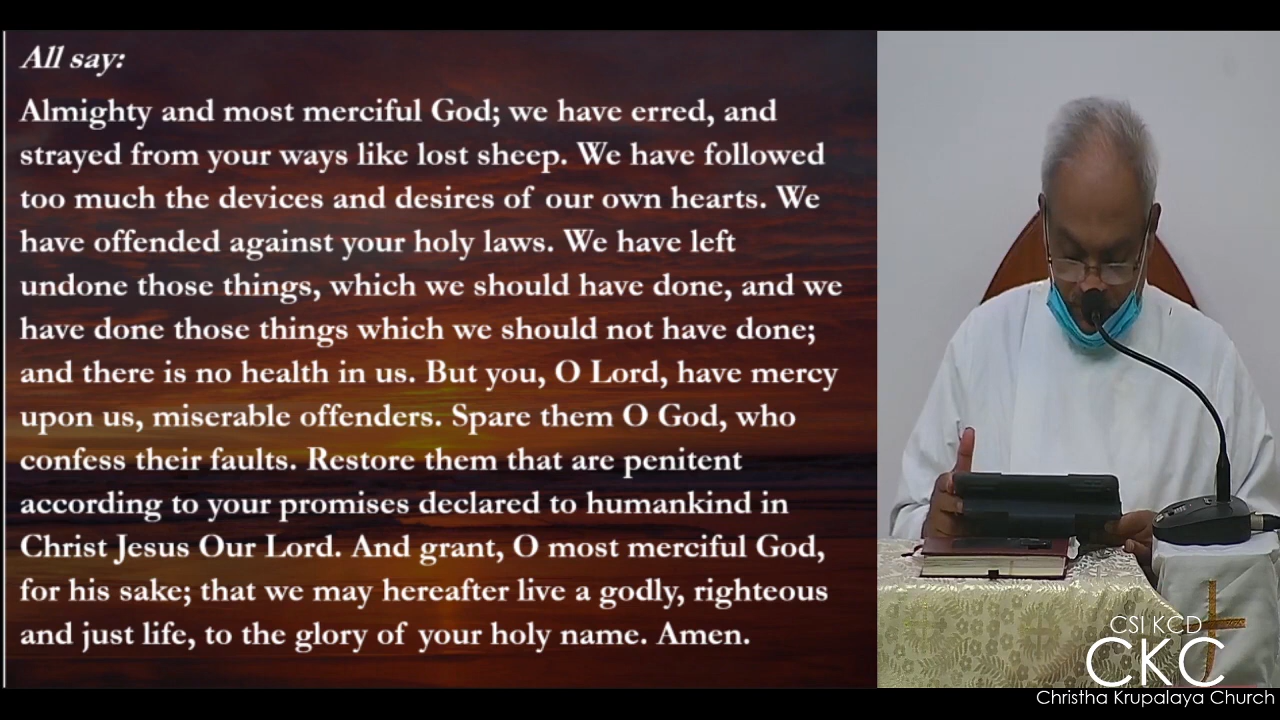 All say:
Almighty and most merciful God; we have erred, and
strayed from your ways like lost sheep. We have followed
too much the devices and desires of our own hearts. We
have offended against your holy laws. We have left
undone those things, which we should have done, and we
have done those things which we should not have done;
and there is no health in us. But you, O Lord, have mercy
upon us, miserable offenders. Spare them O God, who
confess their faults. Restore them that are penitent
according to your promises declared to humankind in
Christ Jesus Our Lord. And grant, O most merciful God,
for his sake; that we may hereafter live a godly, righteous
and just life, to the glory of your holy name. Amen.
CSI KCD
CKC
Christha Krupalaya Church